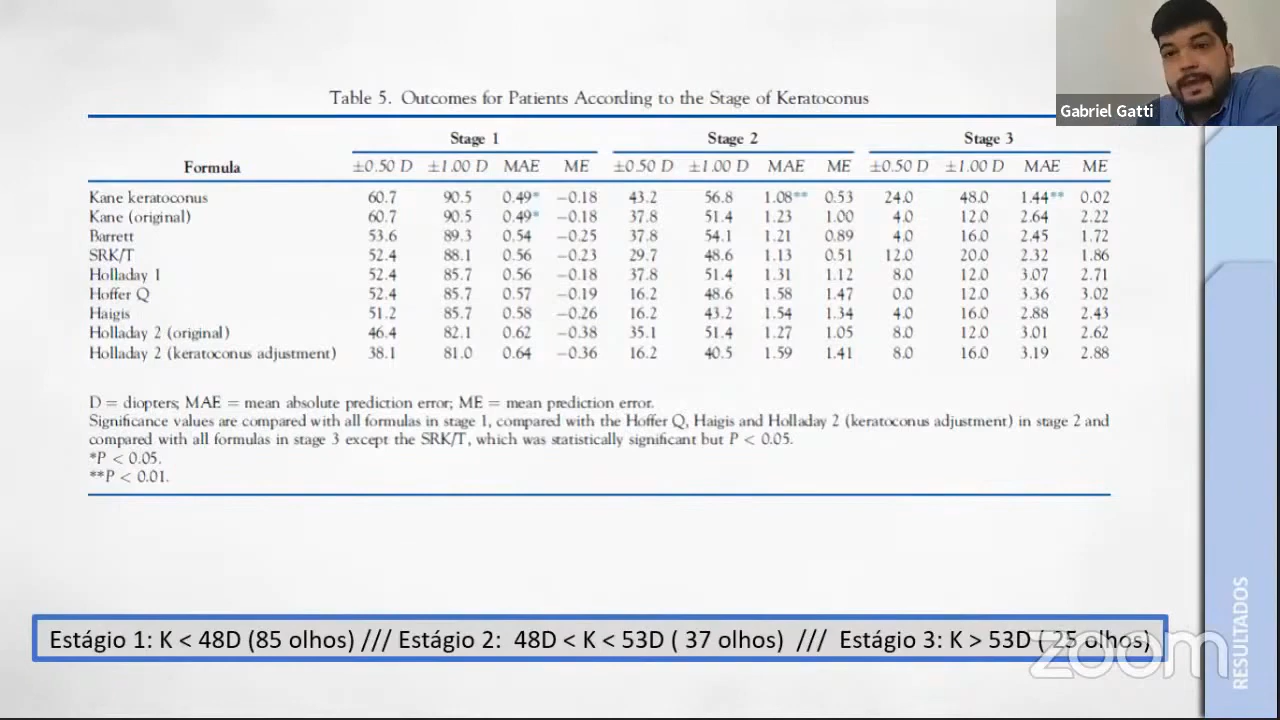 Gabriel Gatti
Table 5. Outcomes for Patients According to the Stage of Keratoconus
Stage 1 Stage 2 Stage 3
Formula ±0.50 D ±1.00 D MAE ME ±0.50 D ±1.00 D MAE ME ±0.50 D ±1.00 D MAE ME
Kane keratoconus 60.7 90.5 0.49* −0.18 43.2 56.8 1.08** 0.53 24.0 48.0 1.44** 0.02
Kane (original) 60.7 90.5 0.49* −0.18 37.8 51.4 1.23 1.00 4.0 12.0 2.64 2.22
Barrett 53.6 89.3 0.54 −0.25 37.8 54.1 1.21 0.89 4.0 16.0 2.45 1.72
SRK/T 52.4 88.1 0.56 −0.23 29.7 48.6 1.13 0.51 12.0 20.0 2.32 1.86
Holladay 1 52.4 85.7 0.56 −0.18 37.8 51.4 1.31 1.12 8.0 12.0 3.07 2.71
Hoffer Q 52.4 85.7 0.57 −0.19 16.2 48.6 1.58 1.47 0.0 12.0 3.36 3.02
Haigis 51.2 85.7 0.58 −0.26 16.2 43.2 1.54 1.34 4.0 16.0 2.88 2.43
Holladay 2 (original) 46.4 82.1 0.62 −0.38 35.1 51.4 1.27 1.05 8.0 12.0 3.01 2.62
Holladay 2 (keratoconus adjustment) 38.1 81.0 0.64 −0.36 16.2 40.5 1.59 1.41 8.0 16.0 3.19 2.88
D = diopters; MAE = mean absolute prediction error; ME = mean prediction error.
Significance values are compared with all formulas in stage 1, compared with the Hoffer Q, Haigis and Holladay 2 (keratoconus adjustment) in stage 2 and
compared with all formulas in stage 3 except the SRK/T, which was statistically significant but P < 0.05.
*P < 0.05.
**P < 0.01.
Estágio 1: K < 48D (85 olhos) /// Estágio 2: 48D < K < 53D ( 37 olhos) /// Estágio 3: K > 53D ( 25 olhos)
zoom
RESULTADOS